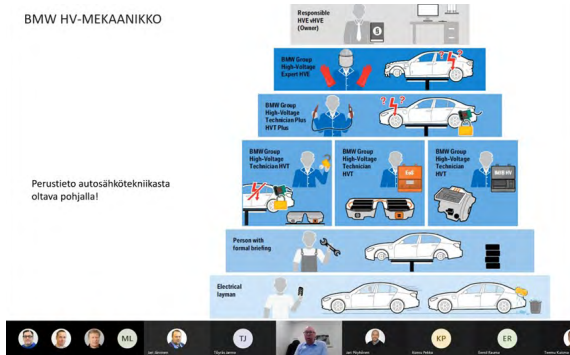 BMW HV-MEKAANIKKO
Responsible
HVE vHVE
(Owner)
BMW Group
High-Voltage
Expert HVE
BMW Group
High-Voltage
Technician Plus
HVT Plus
BMW Group
High-Voltage
Technician HVT
BMW Group
High-Voltage
Technician
HVT
BMW Group
High-Voltage
Technician
HVT
Perustieto autosähkötekniikasta
oltava pohjalla!
Person with
formal briefing
Electrical
layman
ML
TJ
KP
ER